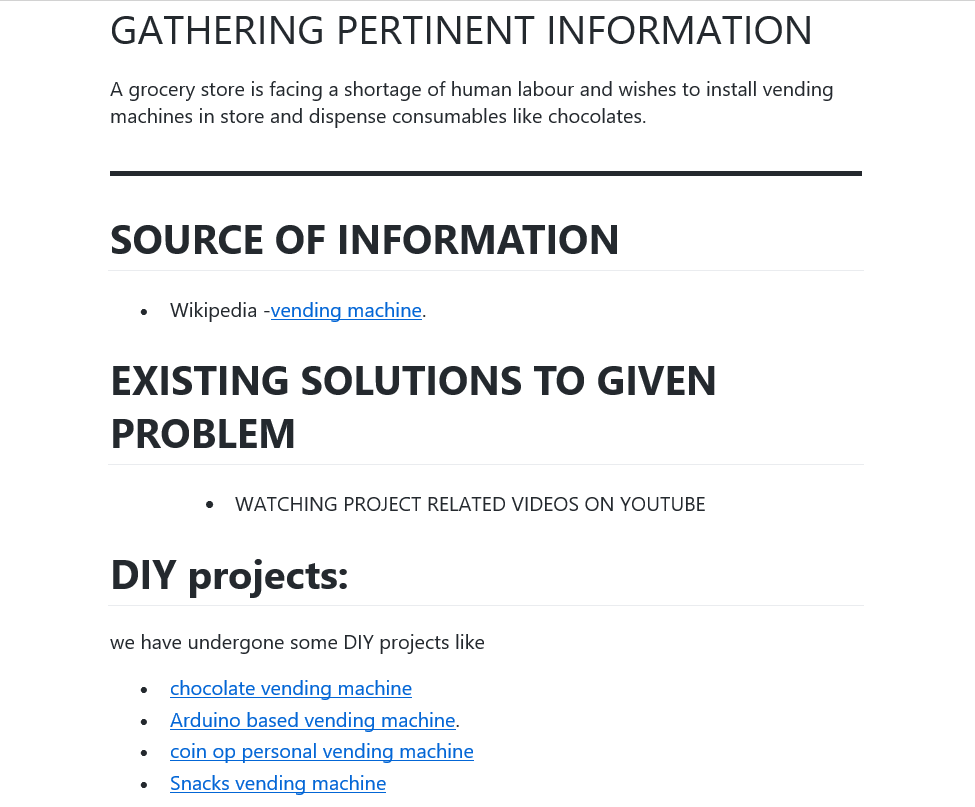 GATHERING PERTINENT INFORMATION
A grocery store is facing a shortage of human labour and wishes to install vending
machines in store and dispense consumables like chocolates.
SOURCE OF INFORMATION
• Wikipedia -vending machine.
EXISTING SOLUTIONS TO GIVEN
PROBLEM
• WATCHING PROJECT RELATED VIDEOS ON YOUTUBE
DIY projects:
we have undergone some DIY projects like
• chocolate vending machine
• Arduino based vending machine.
• coin op personal vending machine
• Snacks vending machine